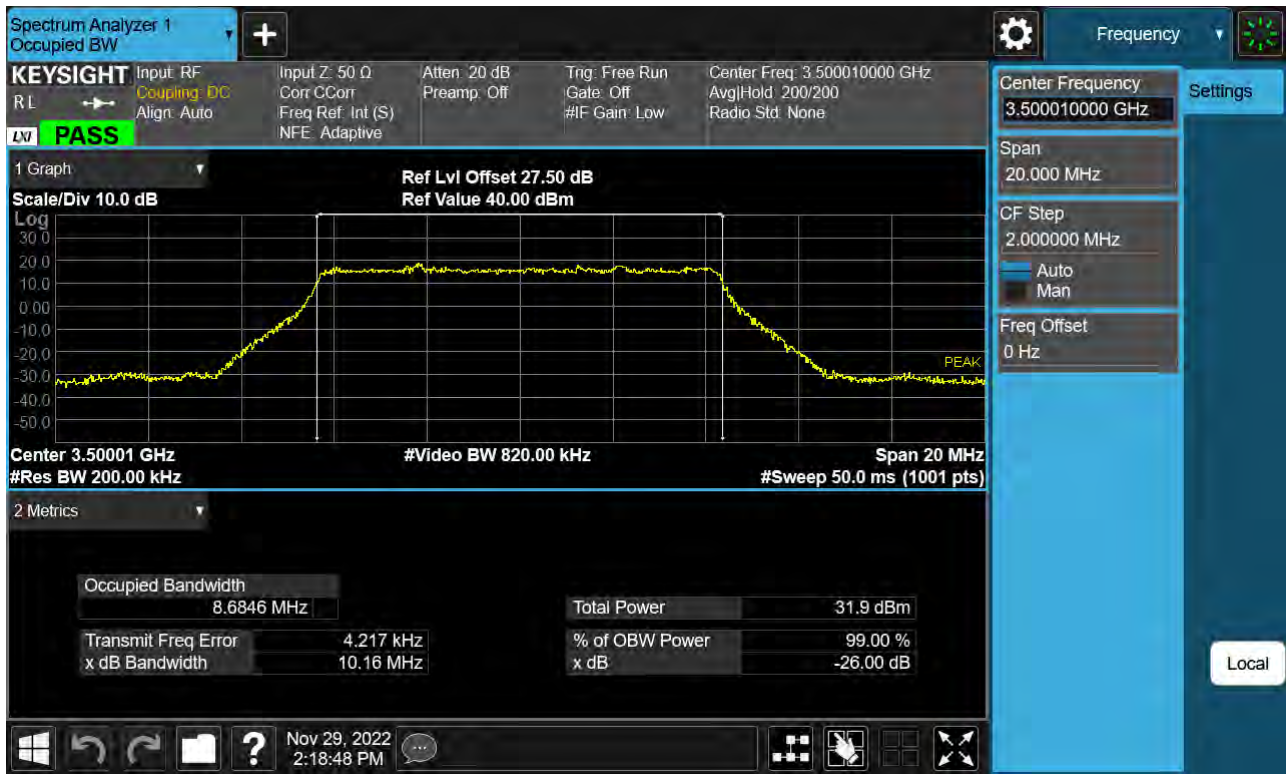 Spectrum Analyzer 1
Occupied BW
+
Frequency
KEYSIGHT
RL
LXI
PASS
Input: RF
Coupling: DC
Align: Auto
Input Z: 50 Ω
Corr CCorr
Freq Ref: Int (S)
NFE: Adaptive
Atten: 20 dB
Preamp: Off
Trig: Free Run
Gate: Off
#IF Gain: Low
Center Freq: 3.500010000 GHz
Avg|Hold: 200/200
Radio Std: None
1 Graph
Scale/Div 10.0 dB
Ref Lvl Offset 27.50 dB
Ref Value 40.00 dBm
Log
30.0
20.0
10.0
0.00
-10.0
-20.0
-30.0
-40.0
-50.0
PEAK
Center 3.50001 GHz
#Video BW 820.00 kHz
Span 20 MHz
#Res BW 200.00 kHz
#Sweep 50.0 ms (1001 pts)
2 Metrics
Occupied Bandwidth
8.6846 MHz
Total Power 31.9 dBm
Transmit Freq Error 4.217 kHz
% of OBW Power 99.00 %
x dB Bandwidth 10.16 MHz
x dB -26.00 dB
?
Nov 29, 2022
2:18:48 PM
Center Frequency
3.500010000 GHz
Settings
Span
20.000 MHz
CF Step
2.000000 MHz
Auto
Man
Freq Offset
0 Hz
Local